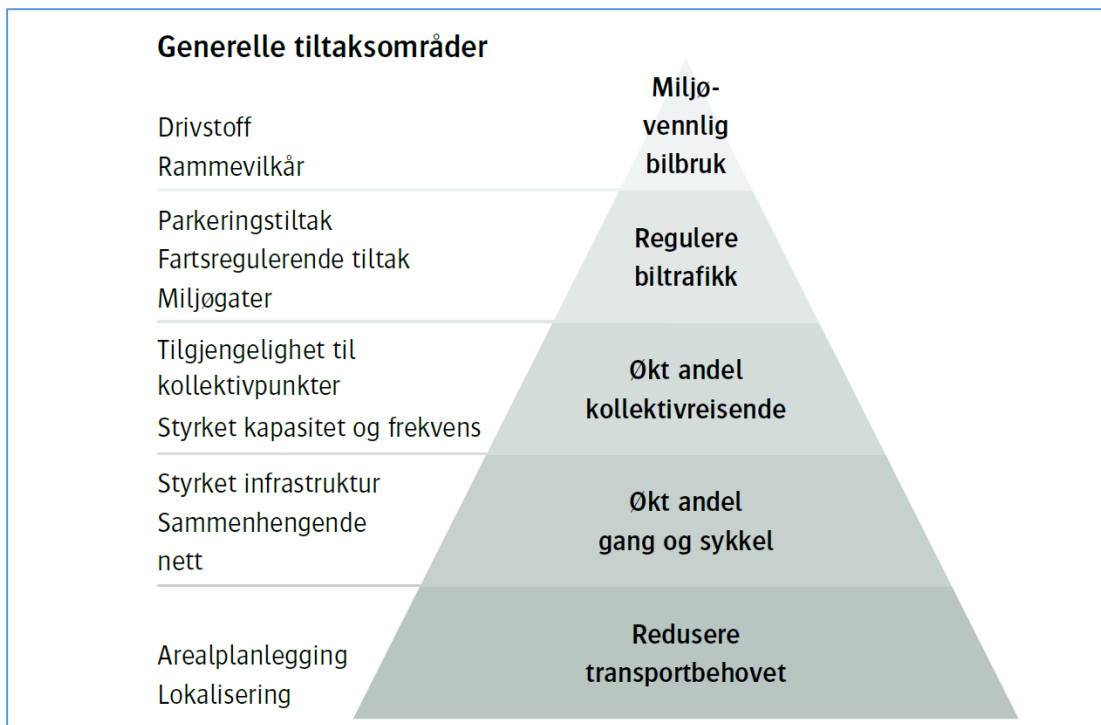 Generelle tiltaksområder
Drivstoff
Rammevilkår
Miljø-
vennlig
bilbruk
Parkeringstiltak
Fartsregulerende tiltak
Miljøgater
Regulere
biltrafikk
Tilgjengelighet til
kollektivpunkter
Styrket kapasitet og frekvens
Økt andel
kollektivreisende
Styrket infrastruktur
Sammenhengende
nett
Økt andel
gang og sykkel
Arealplanlegging
Lokalisering
Redusere
transportbehovet